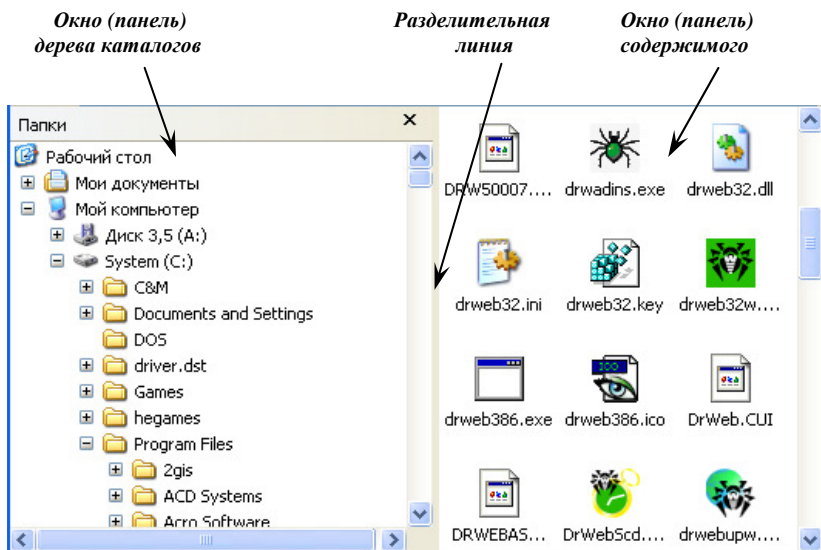 Окно (панель)
дерева каталогов
Разделительная
линия
Окно (панель)
содержимого
Папки
Рабочий стол
Мои документы
Мой компьютер
Диск 3,5 (A:)
System (C:)
C&M
Documents and Settings
DOS
driver.dst
Games
hegames
Program Files
2gis
ACD Systems
Acro Software
DRW50007....
drwadins.exe
drweb32.dll
drweb32.ini
drweb32.key
drweb32w....
drweb386.exe
ICO
drweb386.ico
DrWeb.CUI
DRWEBAS...
DrWebScd....
drwebupw....